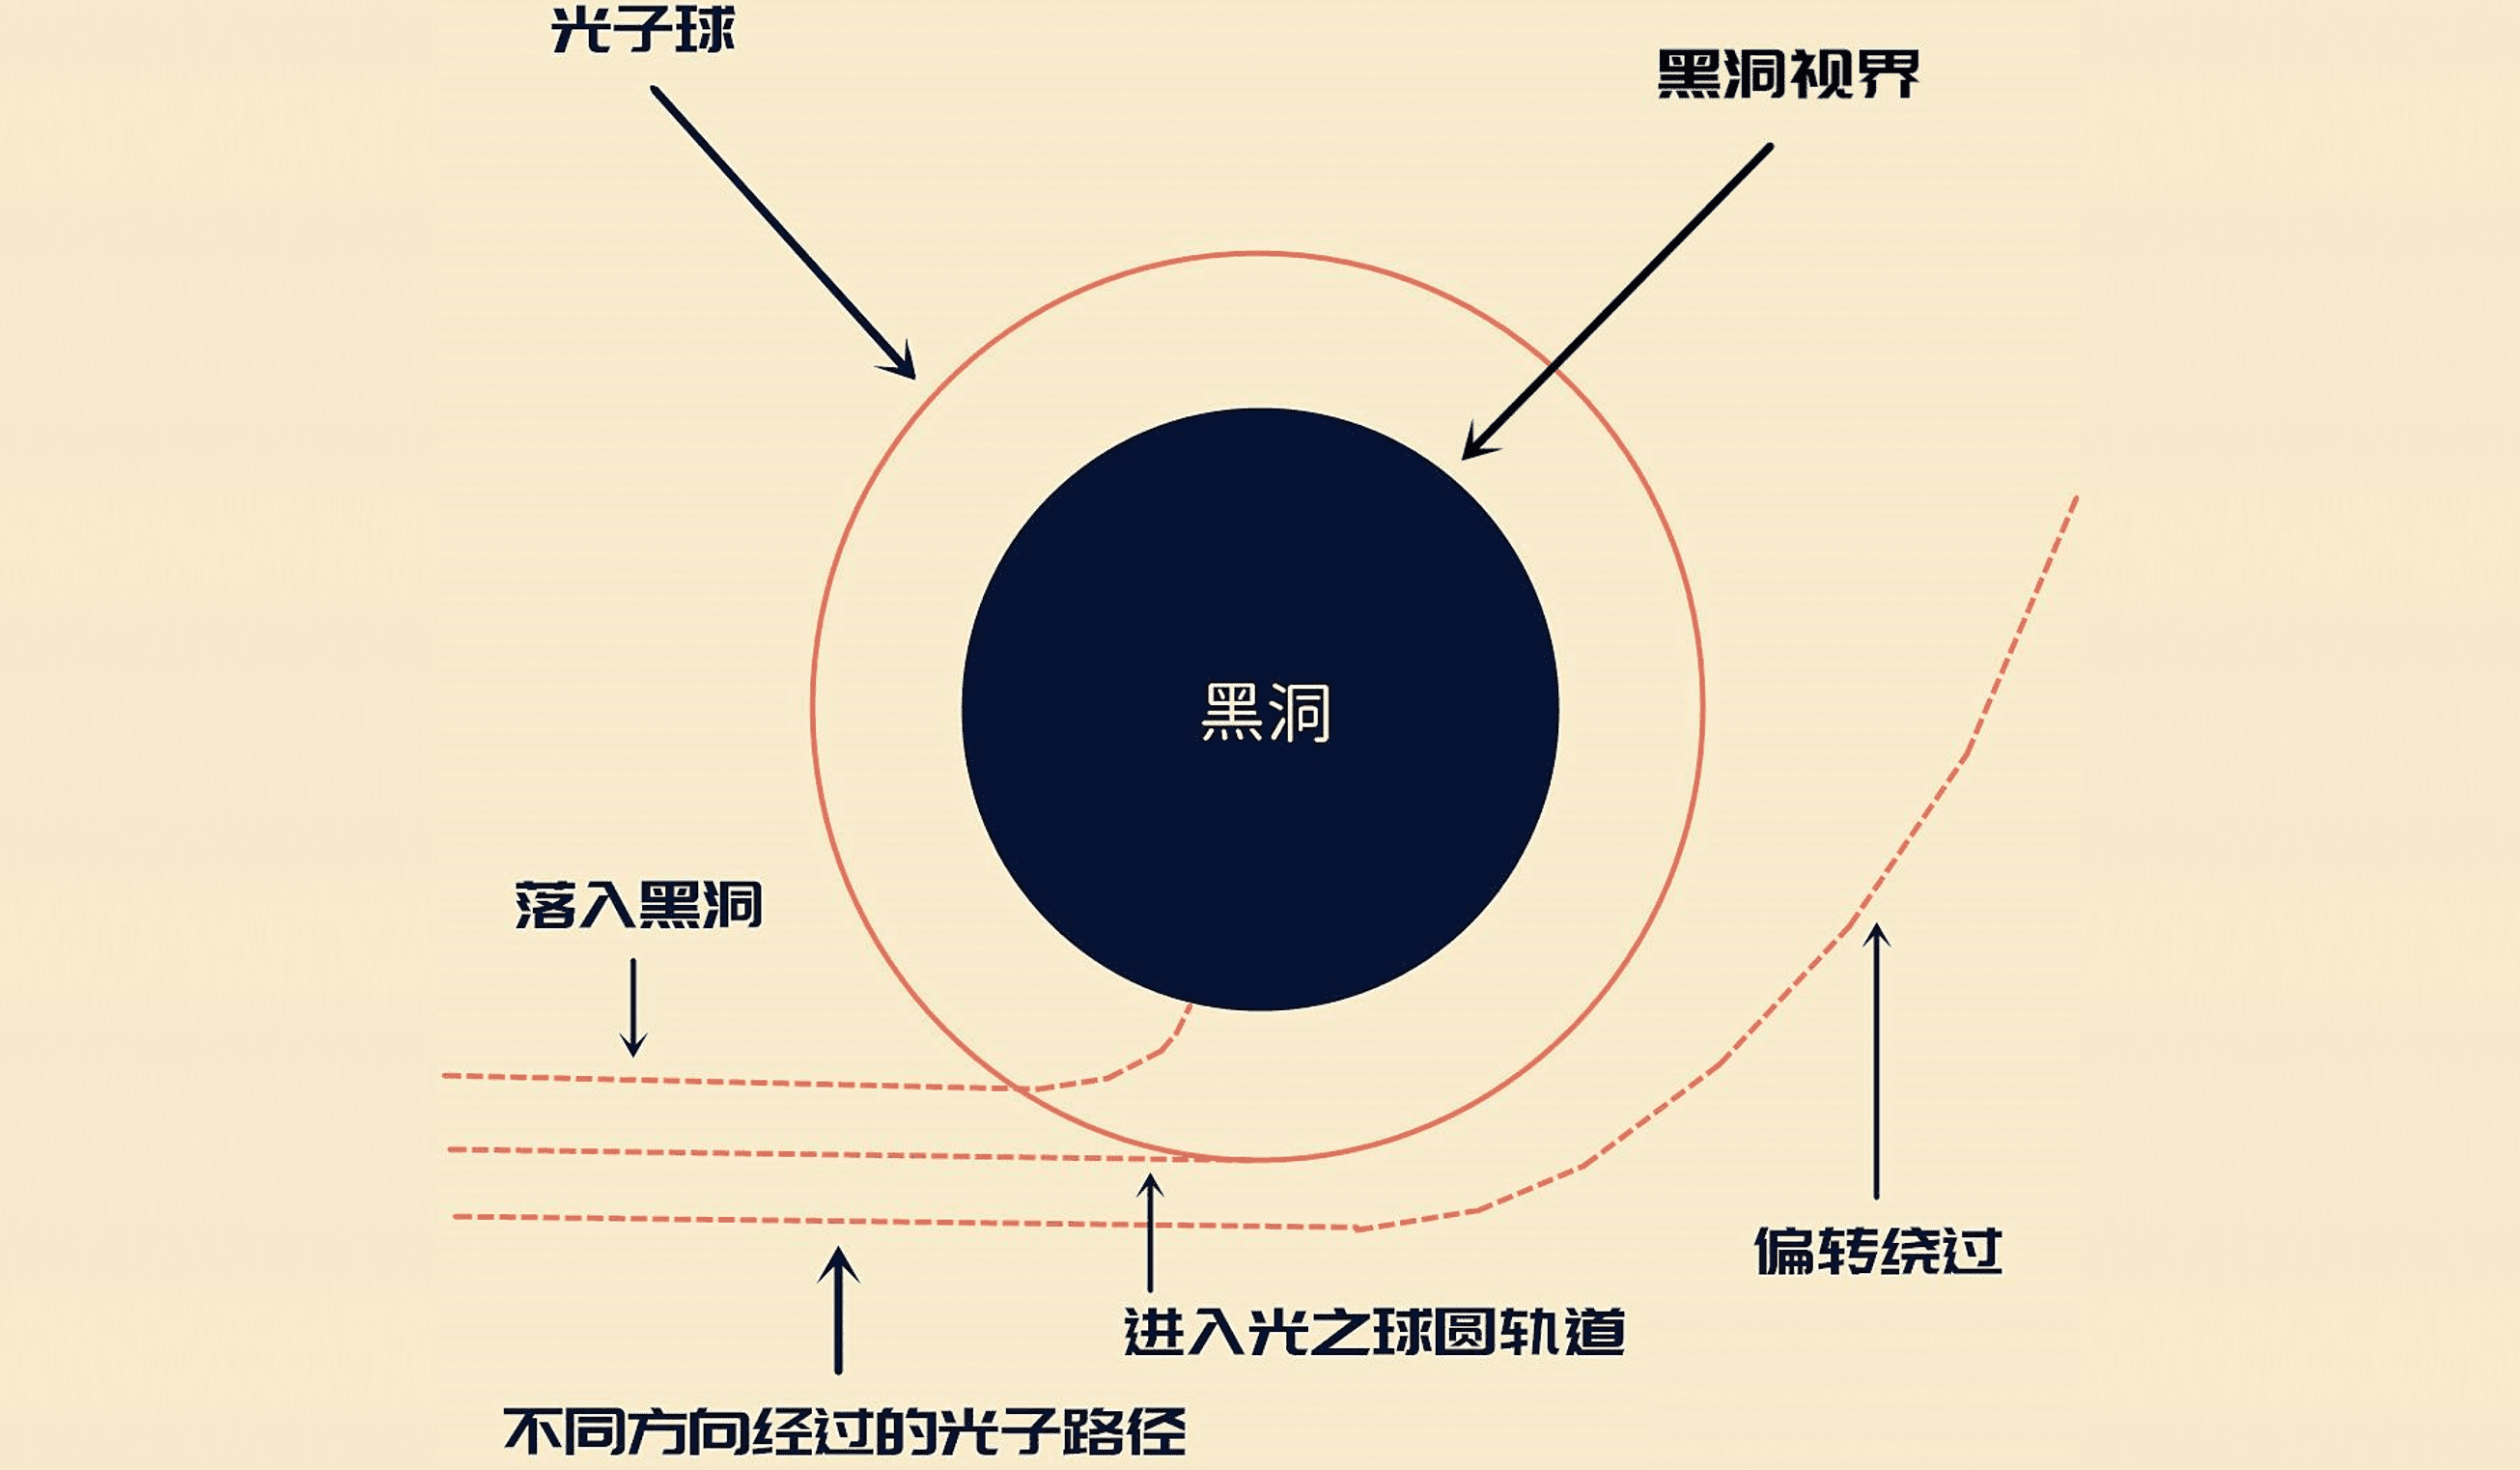 光子球
黑洞视界
黑洞
落入黑洞
偏转绕过
进入光之球圆轨道
不同方向经过的光子路径